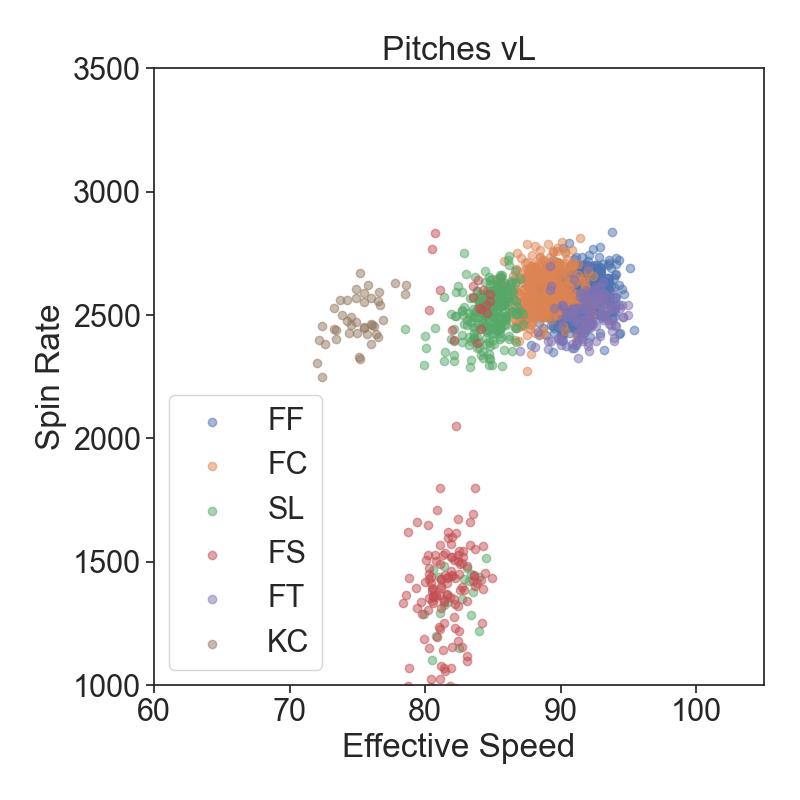 Pitches vL
3500
3000
2500
2000
1500
1000
Spin Rate
FF
FC
SL
FS
FT
KC
60 70 80 90 100
Effective Speed